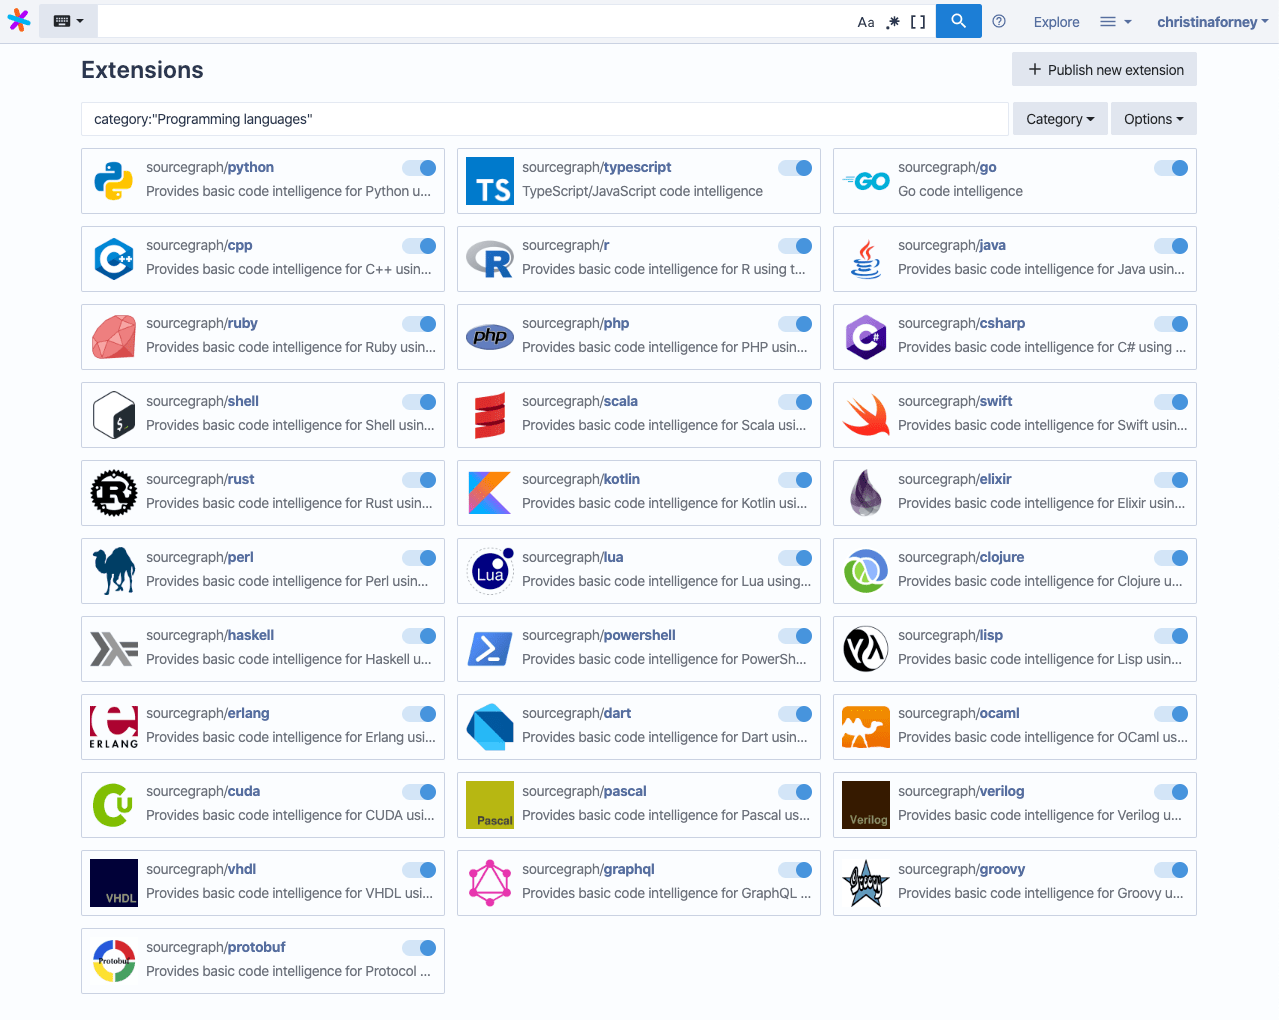 Aa .* [ ] Explore christinaforney
Extensions
Publish new extension
category:"Programming languages"
Category
Options
sourcegraph/python
Provides basic code intelligence for Python u...
TS
sourcegraph/typescript
TypeScript/JavaScript code intelligence
GO
sourcegraph/go
Go code intelligence
C++
sourcegraph/cpp
Provides basic code intelligence for C++ usin...
R
sourcegraph/r
Provides basic code intelligence for R using t...
sourcegraph/java
Provides basic code intelligence for Java usin...
sourcegraph/ruby
Provides basic code intelligence for Ruby usin...
php
sourcegraph/php
Provides basic code intelligence for PHP usin...
C#
sourcegraph/csharp
Provides basic code intelligence for C# using ...
$_
sourcegraph/shell
Provides basic code intelligence for Shell usin...
sourcegraph/scala
Provides basic code intelligence for Scala usi...
sourcegraph/swift
Provides basic code intelligence for Swift usin...
R
sourcegraph/rust
Provides basic code intelligence for Rust usin...
sourcegraph/kotlin
Provides basic code intelligence for Kotlin usi...
sourcegraph/elixir
Provides basic code intelligence for Elixir usin...
sourcegraph/perl
Provides basic code intelligence for Perl usin...
Lua
sourcegraph/lua
Provides basic code intelligence for Lua using...
sourcegraph/clojure
Provides basic code intelligence for Clojure u...
sourcegraph/haskell
Provides basic code intelligence for Haskell u...
sourcegraph/powershell
Provides basic code intelligence for PowerSh...
sourcegraph/lisp
Provides basic code intelligence for Lisp usin...
e
ERLANG
sourcegraph/erlang
Provides basic code intelligence for Erlang usi...
sourcegraph/dart
Provides basic code intelligence for Dart usin...
sourcegraph/ocaml
Provides basic code intelligence for OCaml us...
Cu
sourcegraph/cuda
Provides basic code intelligence for CUDA usi...
Pascal
sourcegraph/pascal
Provides basic code intelligence for Pascal us...
Verilog
sourcegraph/verilog
Provides basic code intelligence for Verilog u...
VHDL
sourcegraph/vhdl
Provides basic code intelligence for VHDL usi...
sourcegraph/graphql
Provides basic code intelligence for GraphQL ...
Groovy
sourcegraph/groovy
Provides basic code intelligence for Groovy u...
Protobuf
sourcegraph/protobuf
Provides basic code intelligence for Protocol ...